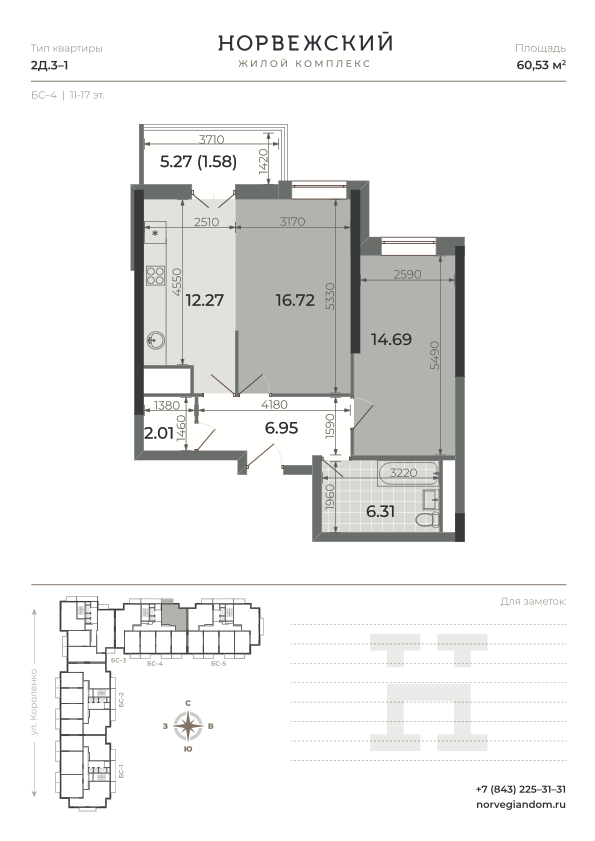 НОРВЕЖСКИЙ
ЖИЛОЙ КОМПЛЕКС
Тип квартиры
2Д.3–1
Площадь
60,53 м²
БС–4 | 11-17 эт.
3710
5.27 (1.58)
1420
2510
3170
4550
12.27
16.72
5330
2590
14.69
5490
1380
4180
2.01
1460
6.95
1590
3220
1960
6.31
Для заметок:
ул. Короленко
БС-3
БС-4
БС-5
БС-2
БС-1
С
З
В
Ю
+7 (843) 225–31–31
norvegiandom.ru